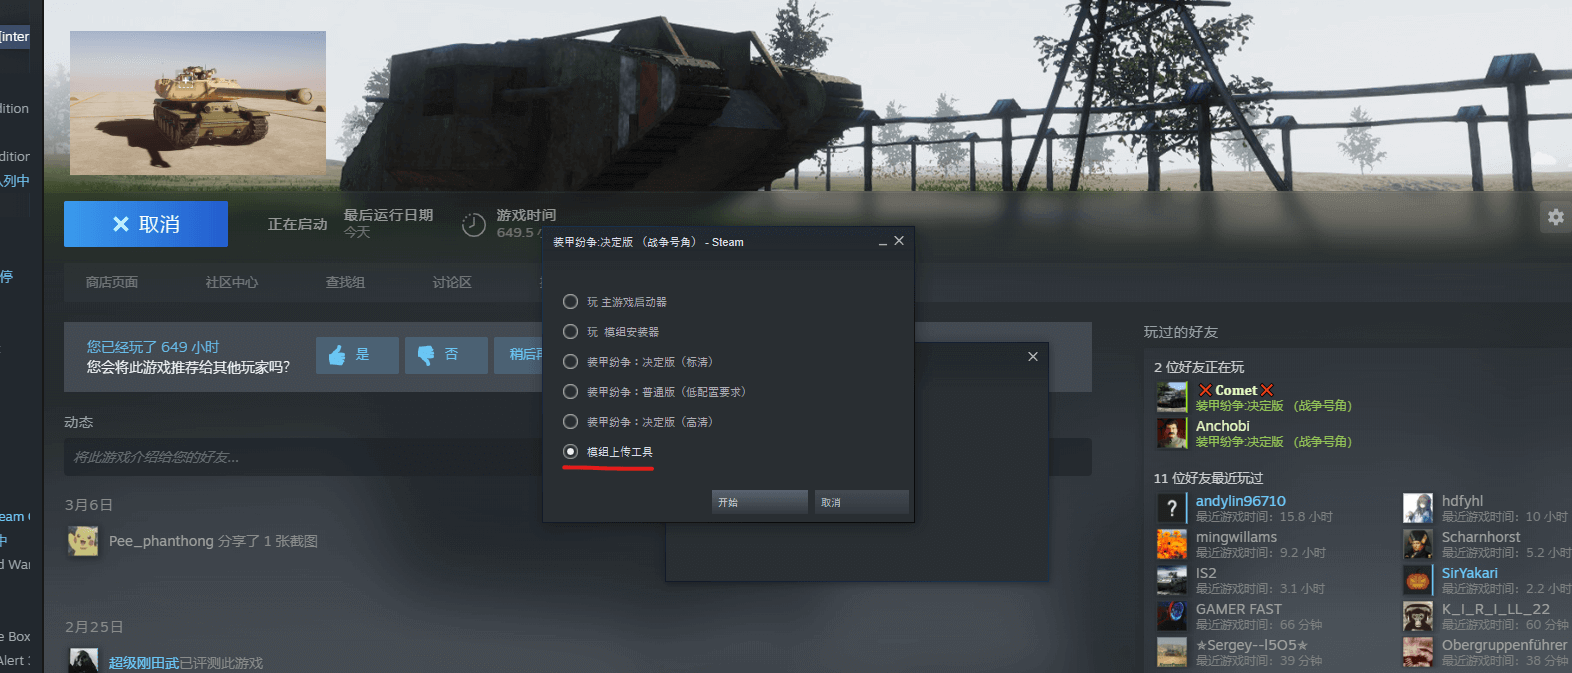 [inter
dition
dition
队列中
停
eam
中
d War
e Box
Alert
取消
正在启动
最后运行日期
今天
游戏时间
649.5
商店页面
社区中心
查找组
讨论区
您已经玩了 649 小时
您会将此游戏推荐给其他玩家吗?
是
否
稍后再
动态
将此游戏介绍给您的好友...
3月6日
Pee_phanthong 分享了 1 张截图
2月25日
超级刚田武已评测此游戏
装甲纷争:决定版 （战争号角） - Steam
玩 主游戏启动器
玩 模组安装器
装甲纷争：决定版（标清）
装甲纷争：普通版（低配置要求）
装甲纷争：决定版（高清）
模组上传工具
开始
取消
玩过的好友
2 位好友正在玩
❌ Comet❌
装甲纷争:决定版 （战争号角）
Anchobi
装甲纷争:决定版 （战争号角）
11 位好友最近玩过
andylin96710
最近游戏时间：15.8 小时
hdfyhl
最近游戏时间：10 小时
mingwillams
最近游戏时间：9.2 小时
Scharnhorst
最近游戏时间：5.2 小时
IS2
最近游戏时间：3.1 小时
SirYakari
最近游戏时间：2.2 小时
GAMER FAST
最近游戏时间：66 分钟
K_I_R_I_LL_22
最近游戏时间：60 分钟
★Sergey--l5O5★
最近游戏时间：39 分钟
Obergruppenführer
最近游戏时间：38 分钟